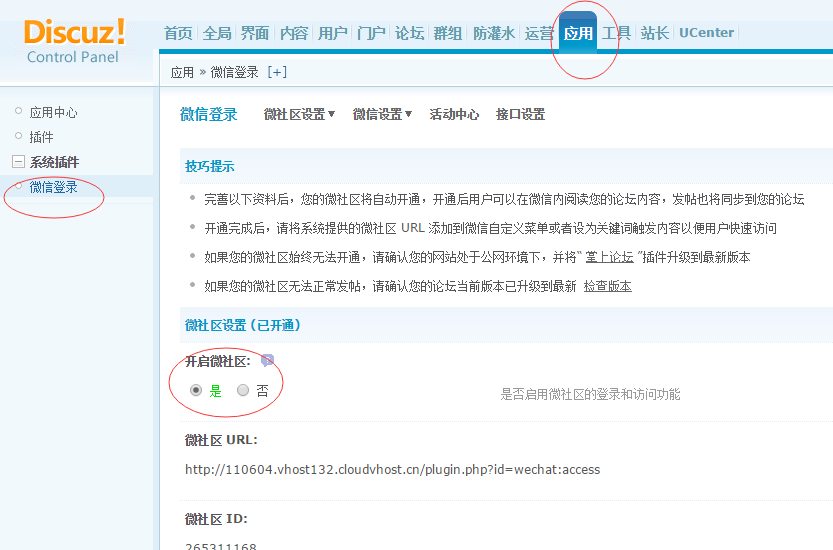 Discuz!
Control Panel
首页 全局 界面 内容 用户 门户 论坛 群组 防灌水 运营 应用 工具 站长 UCenter
应用 » 微信登录 [+]
应用中心
插件
系统插件
微信登录
微信登录 微社区设置 微信设置 活动中心 接口设置
技巧提示
完善以下资料后，您的微社区将自动开通，开通后用户可以在微信内阅读您的论坛内容，发帖也将同步到您的论坛
开通完成后，请将系统提供的微社区 URL 添加到微信自定义菜单或者设为关键词触发内容以便用户快速访问
如果您的微社区始终无法开通，请确认您的网站处于公网环境下，并将“ 掌上论坛 ”插件升级到最新版本
如果您的微社区无法正常发帖，请确认您的论坛当前版本已升级到最新 检查版本
微社区设置 (已开通)
开启微社区:
是 否 是否启用微社区的登录和访问功能
微社区 URL:
http://110604.vhost132.cloudvhost.cn/plugin.php?id=wechat:access
微社区 ID:
265311168